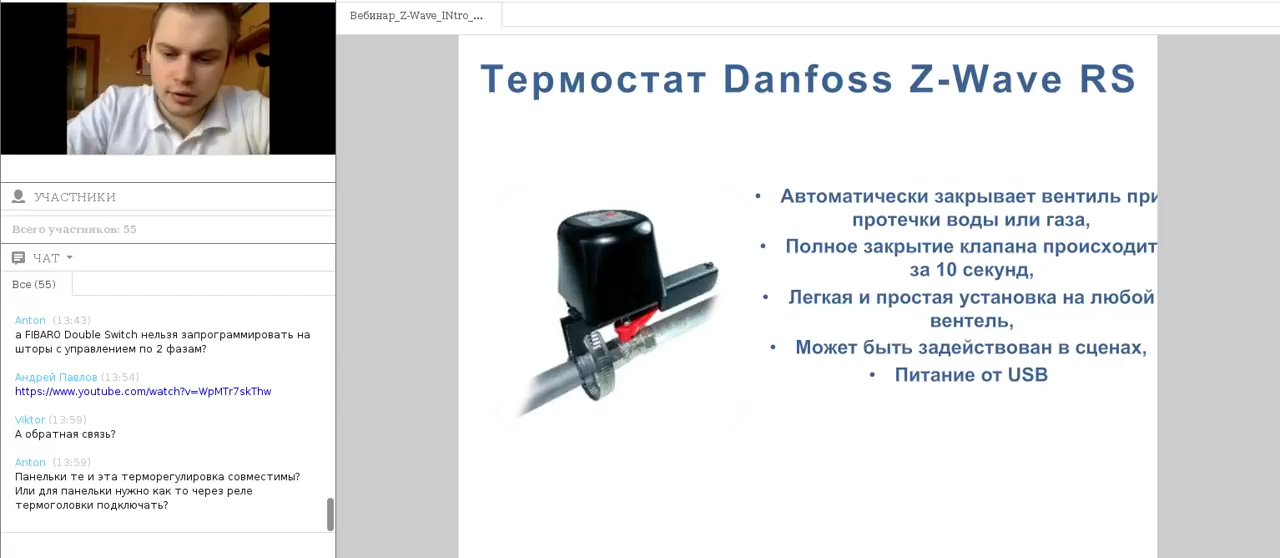 Вебинар_Z-Wave_INtro_...
УЧАСТНИКИ
Всего участников: 55
ЧАТ
Все (55)
Anton (13:43)
а FIBARO Double Switch нельзя запрограммировать на
шторы с управлением по 2 фазам?
Андрей Павлов (13:54)
https://www.youtube.com/watch?v=WpMTr7skThw
Viktor (13:59)
А обратная связь?
Anton (13:59)
Панельки те и эта терморегулировка совместимы?
Или для панельки нужно как то через реле
термоголовки подключать?
Термостат Danfoss Z-Wave RS
• Автоматически закрывает вентиль при
протечки воды или газа,
• Полное закрытие клапана происходит
за 10 секунд,
• Легкая и простая установка на любой
вентель,
• Может быть задействован в сценах,
• Питание от USB